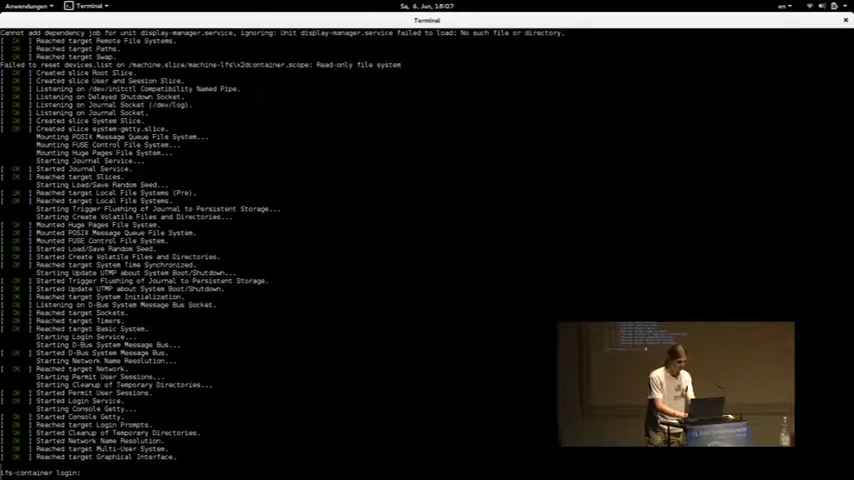 Anwendungen
Terminal
Sa, 6. Jun, 18:07
en
Terminal
Cannot add dependency job for unit display-manager.service, ignoring: Unit display-manager.service failed to load: No such file or directory.
[ OK ] Reached target Remote File Systems.
[ OK ] Reached target Paths.
[ OK ] Reached target Swap.
Failed to reset devices.list on /machine.slice/machine-lfs\x2dcontainer.scope: Read-only file system
[ OK ] Created slice Root Slice.
[ OK ] Created slice User and Session Slice.
[ OK ] Listening on /dev/initctl Compatibility Named Pipe.
[ OK ] Listening on Delayed Shutdown Socket.
[ OK ] Listening on Journal Socket (/dev/log).
[ OK ] Listening on Journal Socket.
[ OK ] Created slice System Slice.
[ OK ] Created slice system-getty.slice.
Mounting POSIX Message Queue File System...
Mounting FUSE Control File System...
Mounting Huge Pages File System...
Starting Journal Service...
[ OK ] Started Journal Service.
[ OK ] Reached target Slices.
Starting Load/Save Random Seed...
[ OK ] Reached target Local File Systems (Pre).
[ OK ] Reached target Local File Systems.
Starting Trigger Flushing of Journal to Persistent Storage...
Starting Create Volatile Files and Directories...
[ OK ] Mounted Huge Pages File System.
[ OK ] Mounted POSIX Message Queue File System.
[ OK ] Mounted FUSE Control File System.
[ OK ] Started Load/Save Random Seed.
[ OK ] Started Create Volatile Files and Directories.
[ OK ] Reached target System Time Synchronized.
Starting Update UTMP about System Boot/Shutdown...
[ OK ] Started Trigger Flushing of Journal to Persistent Storage.
[ OK ] Started Update UTMP about System Boot/Shutdown.
[ OK ] Reached target System Initialization.
[ OK ] Listening on D-Bus System Message Bus Socket.
[ OK ] Reached target Sockets.
[ OK ] Reached target Timers.
[ OK ] Reached target Basic System.
Starting Login Service...
Starting D-Bus System Message Bus...
[ OK ] Started D-Bus System Message Bus.
Starting Network Name Resolution...
[ OK ] Reached target Network.
Starting Permit User Sessions...
Starting Cleanup of Temporary Directories...
[ OK ] Started Permit User Sessions.
[ OK ] Started Login Service.
Starting Console Getty...
[ OK ] Started Console Getty.
[ OK ] Reached target Login Prompts.
[ OK ] Started Cleanup of Temporary Directories.
[ OK ] Started Network Name Resolution.
[ OK ] Reached target Multi-User System.
[ OK ] Reached target Graphical Interface.
lfs-container login: